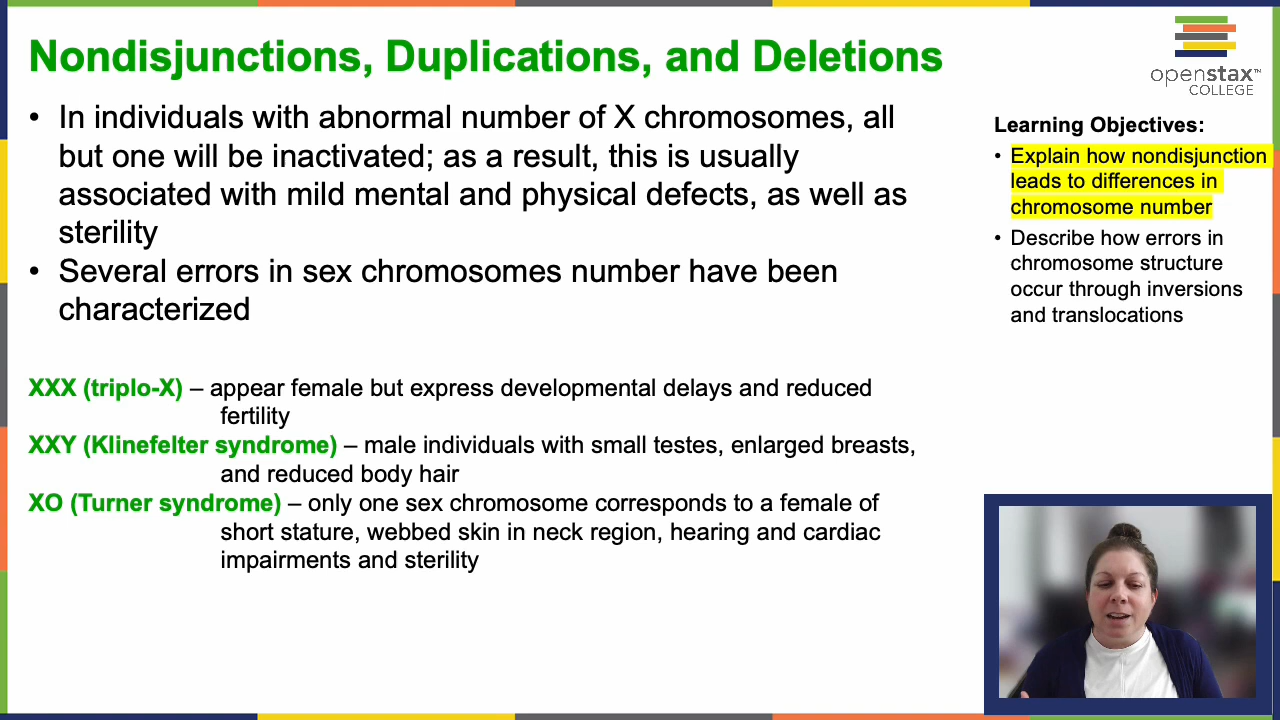 Nondisjunctions, Duplications, and Deletions
• In individuals with abnormal number of X chromosomes, all
but one will be inactivated; as a result, this is usually
associated with mild mental and physical defects, as well as
sterility
• Several errors in sex chromosomes number have been
characterized
XXX (triplo-X) – appear female but express developmental delays and reduced
fertility
XXY (Klinefelter syndrome) – male individuals with small testes, enlarged breasts,
and reduced body hair
XO (Turner syndrome) – only one sex chromosome corresponds to a female of
short stature, webbed skin in neck region, hearing and cardiac
impairments and sterility
openstax™
COLLEGE
Learning Objectives:
• Explain how nondisjunction
leads to differences in
chromosome number
• Describe how errors in
chromosome structure
occur through inversions
and translocations